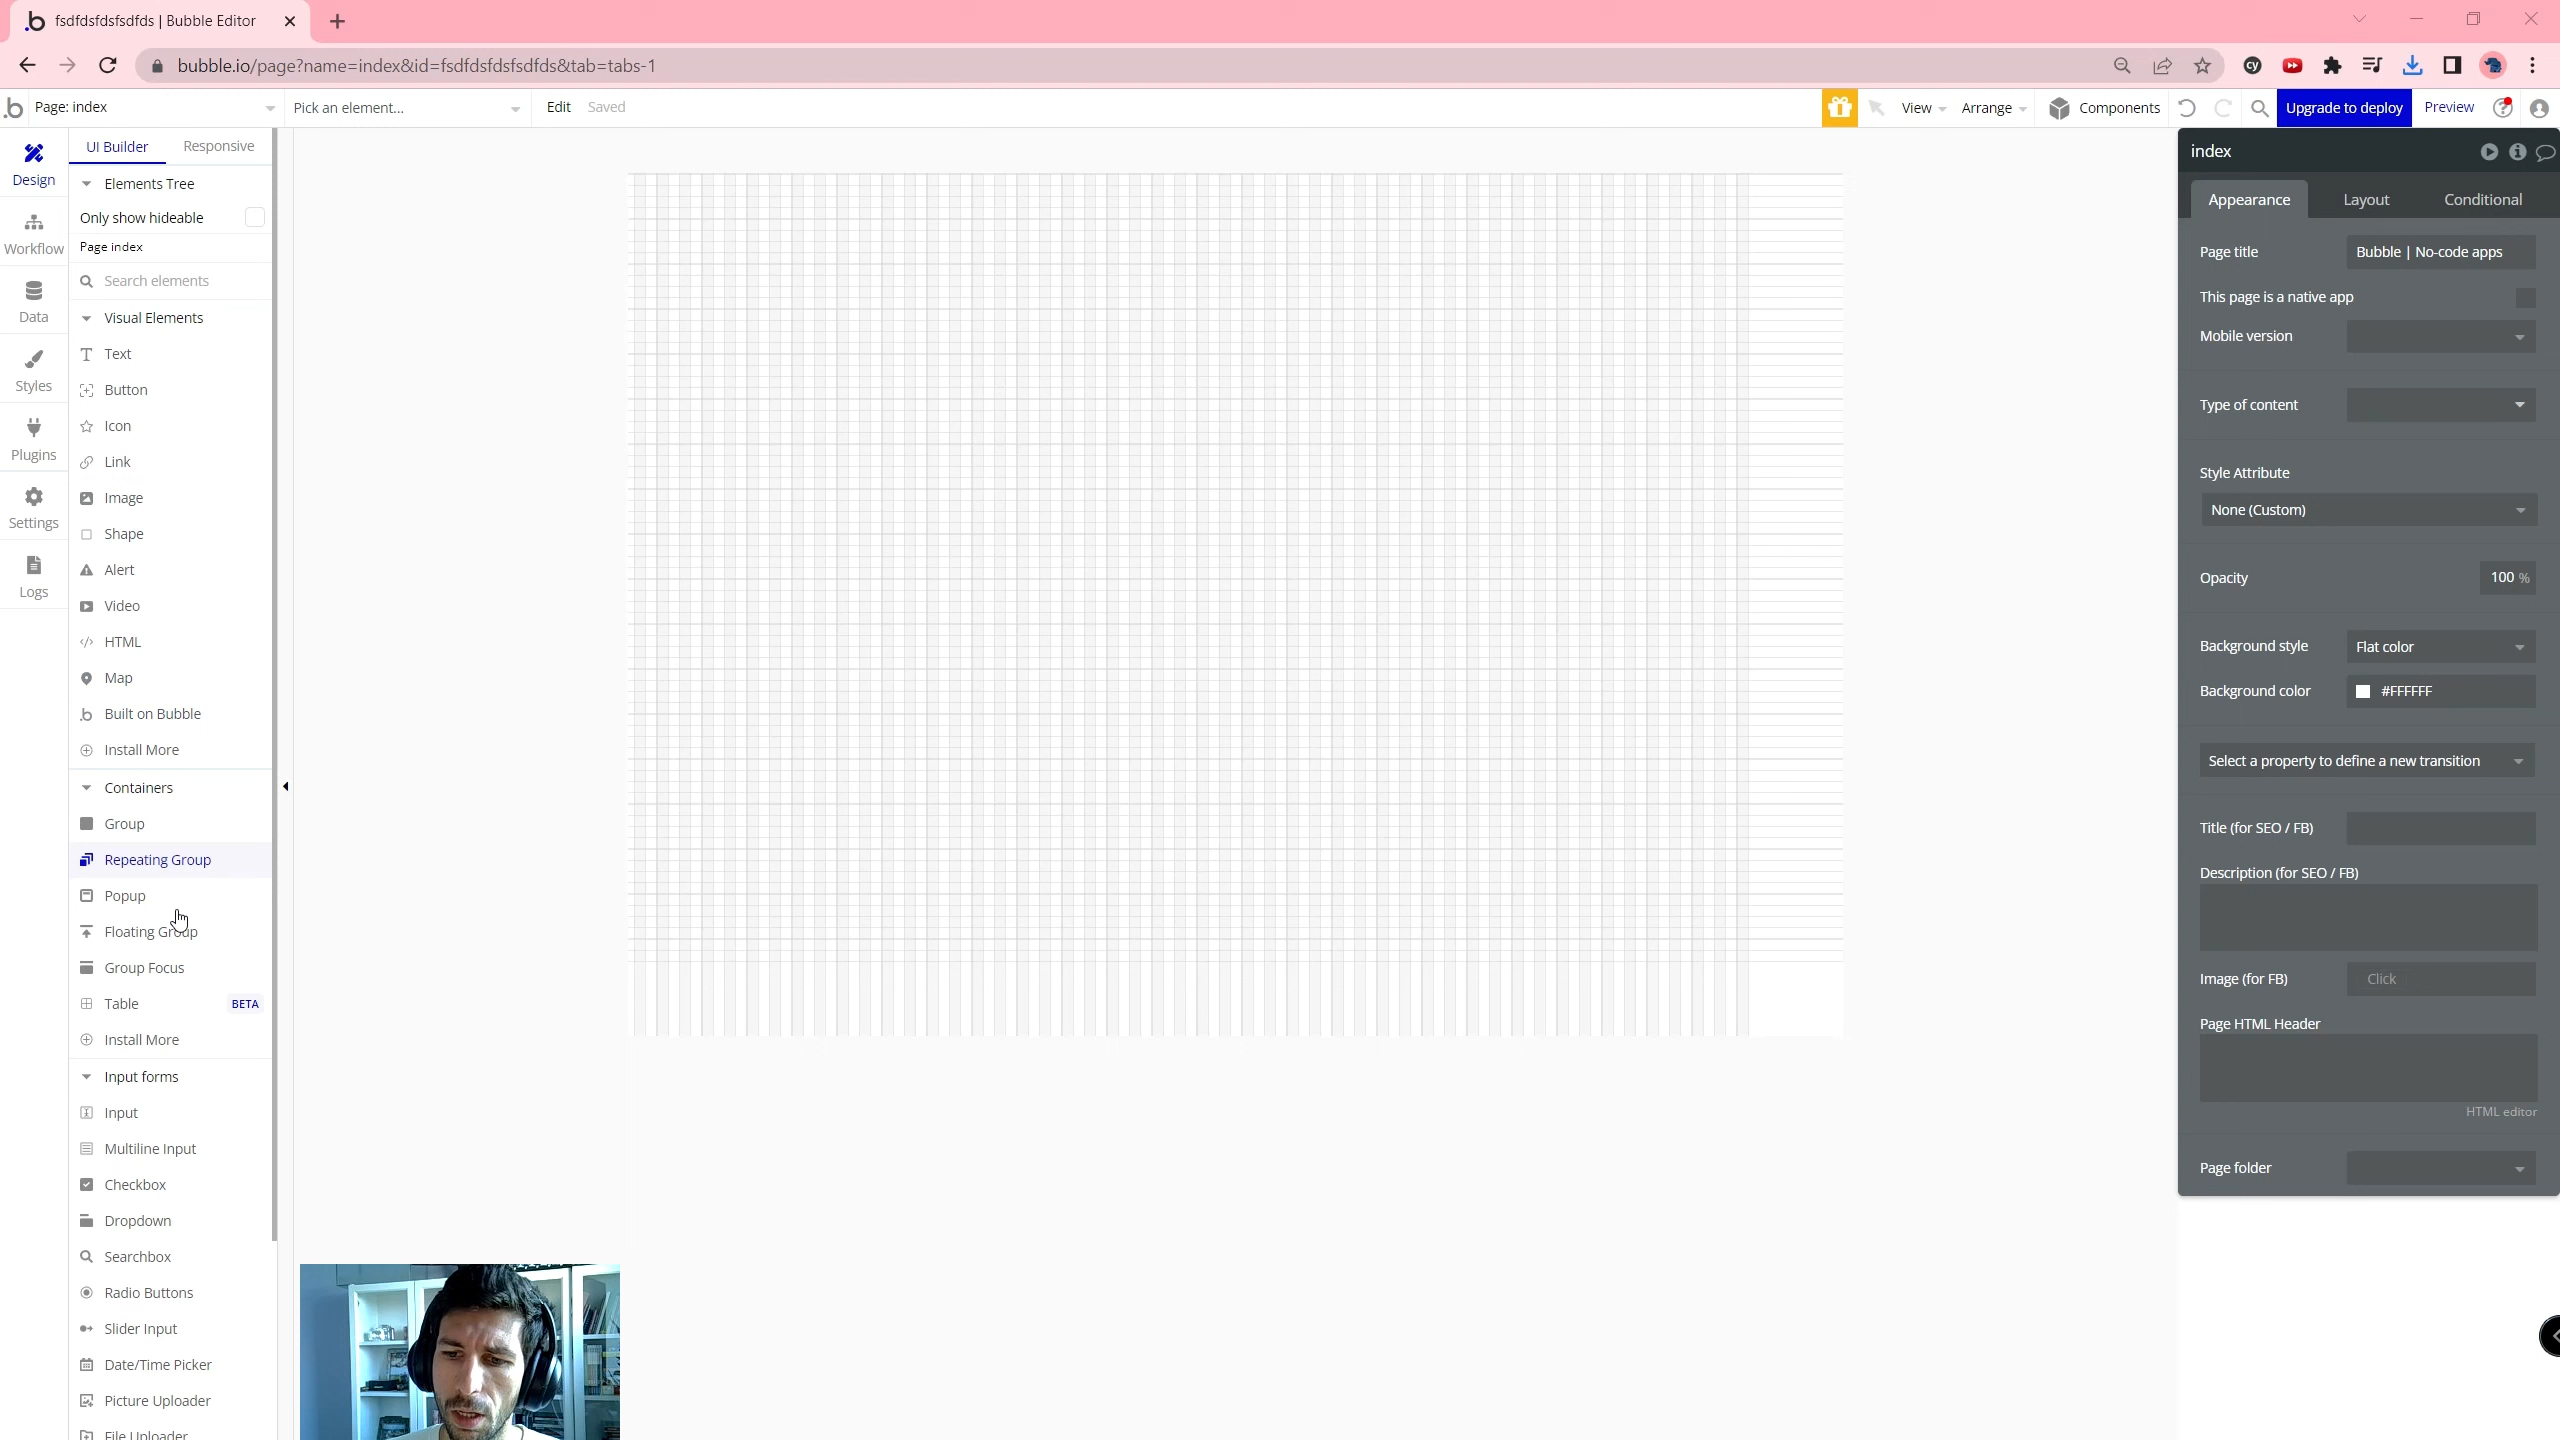 fsdfdsfdsfsdfds | Bubble Editor
bubble.io/page?name=index&id=fsdfdsfdsfsdfds&tab=tabs-1
Page: index
Pick an element...
Edit
Saved
View
Arrange
Components
Upgrade to deploy
Preview
Design
Workflow
Data
Styles
Plugins
Settings
Logs
UI Builder
Responsive
Elements Tree
Only show hideable
Page index
Search elements
Visual Elements
Text
Button
Icon
Link
Image
Shape
Alert
Video
HTML
Map
Built on Bubble
Install More
Containers
Group
Repeating Group
Popup
Floating Group
Group Focus
Table
BETA
Install More
Input forms
Input
Multiline Input
Checkbox
Dropdown
Searchbox
Radio Buttons
Slider Input
Date/Time Picker
Picture Uploader
File Uploader
index
Appearance
Layout
Conditional
Page title
Bubble | No-code apps
This page is a native app
Mobile version
Type of content
Style Attribute
None (Custom)
Opacity
100 %
Background style
Flat color
Background color
#FFFFFF
Select a property to define a new transition
Title (for SEO / FB)
Description (for SEO / FB)
Image (for FB)
Click
Page HTML Header
HTML editor
Page folder